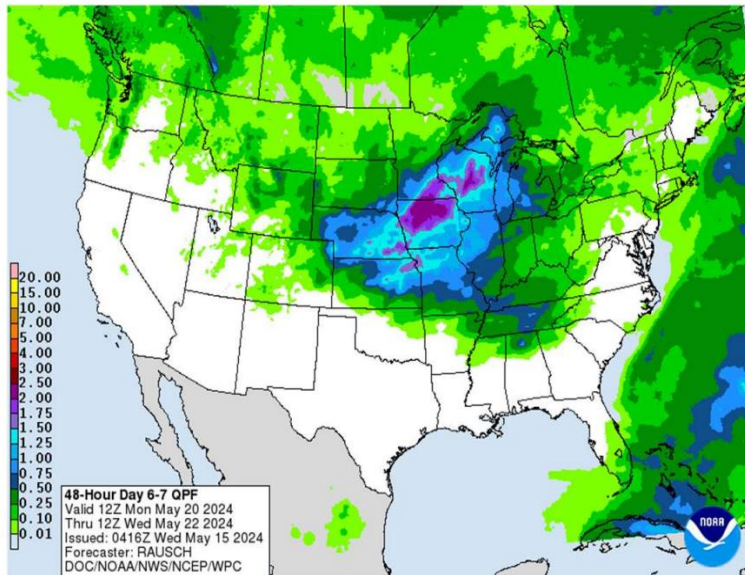 20.00
15.00
10.00
7.00
5.00
4.00
3.00
2.50
2.00
1.75
1.50
1.25
1.00
0.75
0.50
0.25
0.10
0.01
48-Hour Day 6-7 QPF
Valid 12Z Mon May 20 2024
Thru 12Z Wed May 22 2024
Issued: 0416Z Wed May 15 2024
Forecaster: RAUSCH
DOC/NOAA/NWS/NCEP/WPC
NOAA